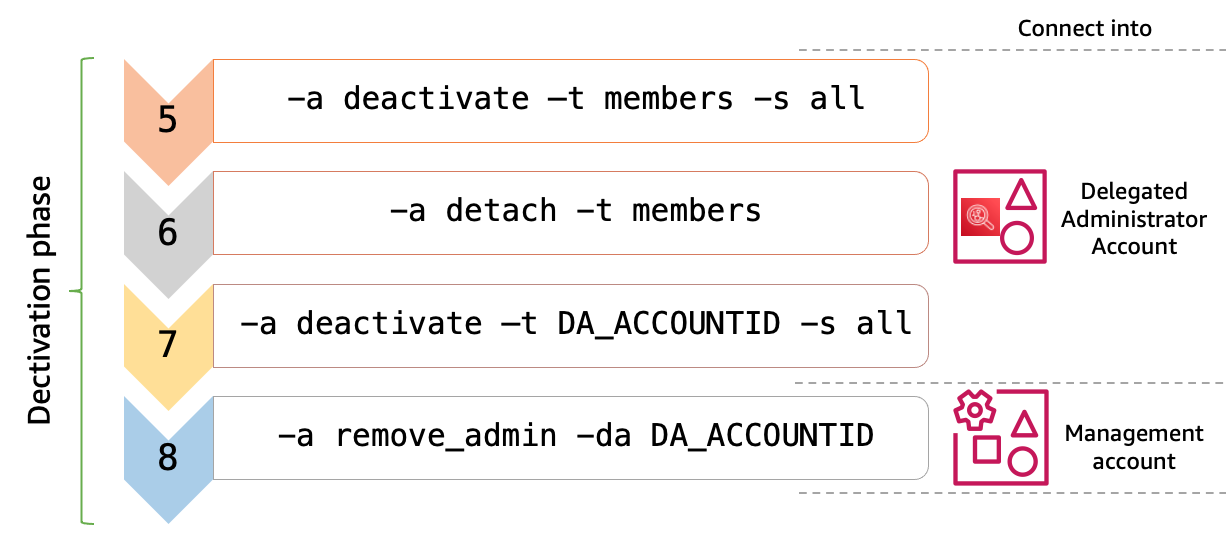 Connect into
5
–a deactivate –t members –s all
6
–a detach –t members
Delegated
Administrator
Account
7
–a deactivate –t DA_ACCOUNTID –s all
8
–a remove_admin –da DA_ACCOUNTID
Management
account
Dectivation phase